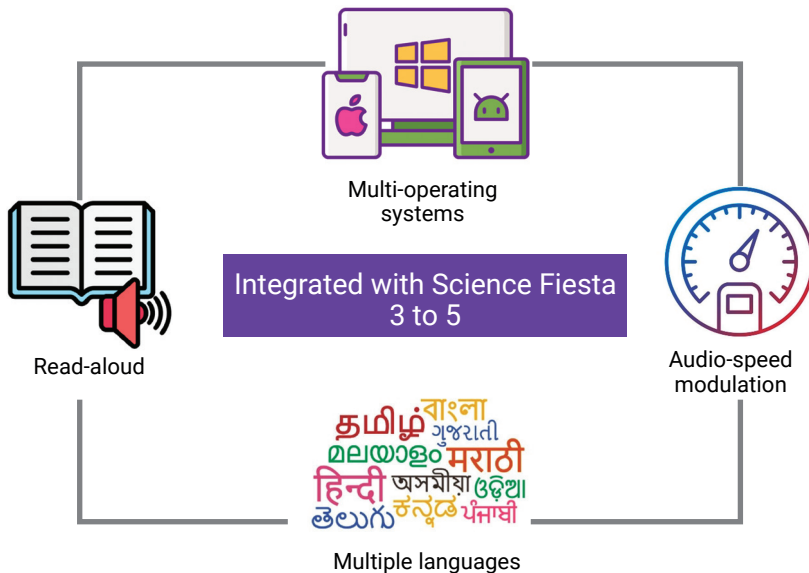 Multi-operating
systems
Integrated with Science Fiesta
3 to 5
Read-aloud
Audio-speed
modulation
தமிழ் বাংলা
ગુજરાતી
മലയാളം मराठी
हिन्दी অসমীয়া ଓଡ଼ିଆ
తెలుగు ಕನ್ನಡ ਪੰਜਾਬੀ
Multiple languages